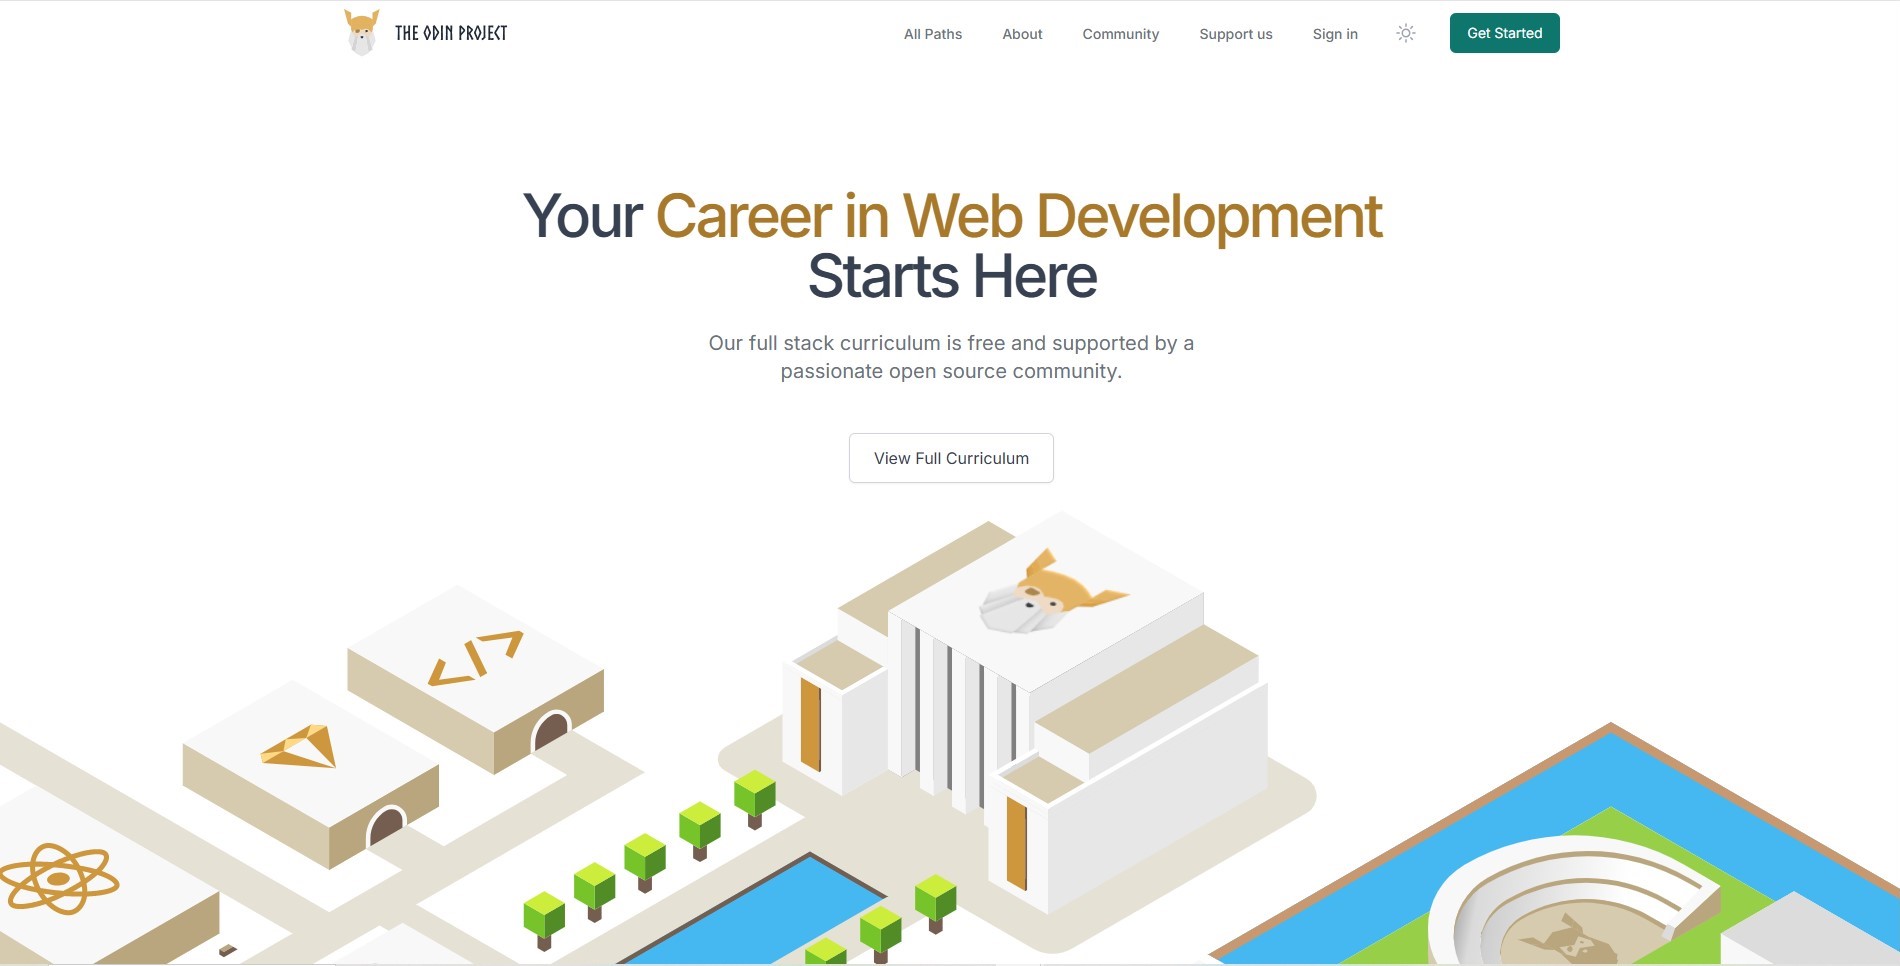 THE ODIN PROJECT
All Paths
About
Community
Support us
Sign in
Get Started
Your Career in Web Development
Starts Here
Our full stack curriculum is free and supported by a
passionate open source community.
View Full Curriculum
</>